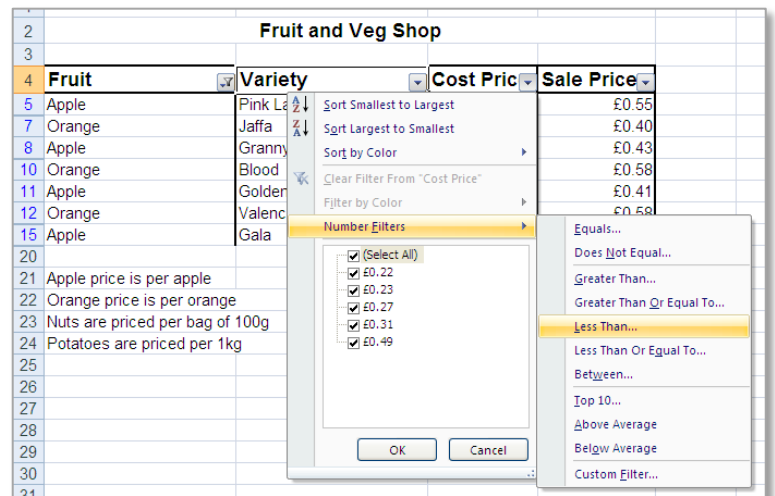 2 Fruit and Veg Shop
3
4 Fruit Variety Cost Pric Sale Price
5 Apple Pink La £0.55
7 Orange Jaffa £0.40
8 Apple Granny £0.43
10 Orange Blood £0.58
11 Apple Golden £0.41
12 Orange Valenc £0.58
15 Apple Gala
20
21 Apple price is per apple
22 Orange price is per orange
23 Nuts are priced per bag of 100g
24 Potatoes are priced per 1kg
25
26
27
28
29
30
31
Sort Smallest to Largest
Sort Largest to Smallest
Sort by Color
Clear Filter From "Cost Price"
Filter by Color
Number Filters
(Select All)
£0.22
£0.23
£0.27
£0.31
£0.49
OK Cancel
Equals...
Does Not Equal...
Greater Than...
Greater Than Or Equal To...
Less Than...
Less Than Or Equal To...
Between...
Top 10...
Above Average
Below Average
Custom Filter...